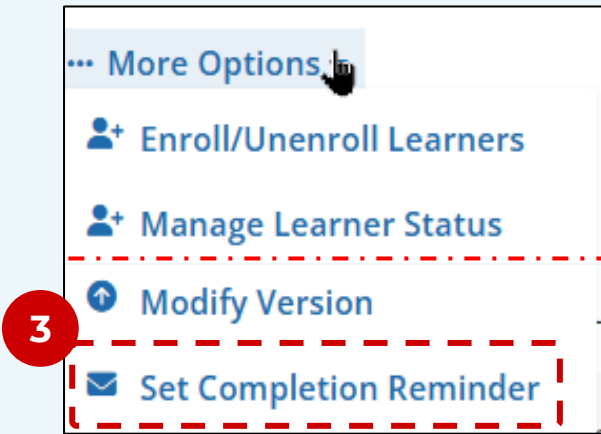 More Options
Enroll/Unenroll Learners
Manage Learner Status
Modify Version
3
Set Completion Reminder